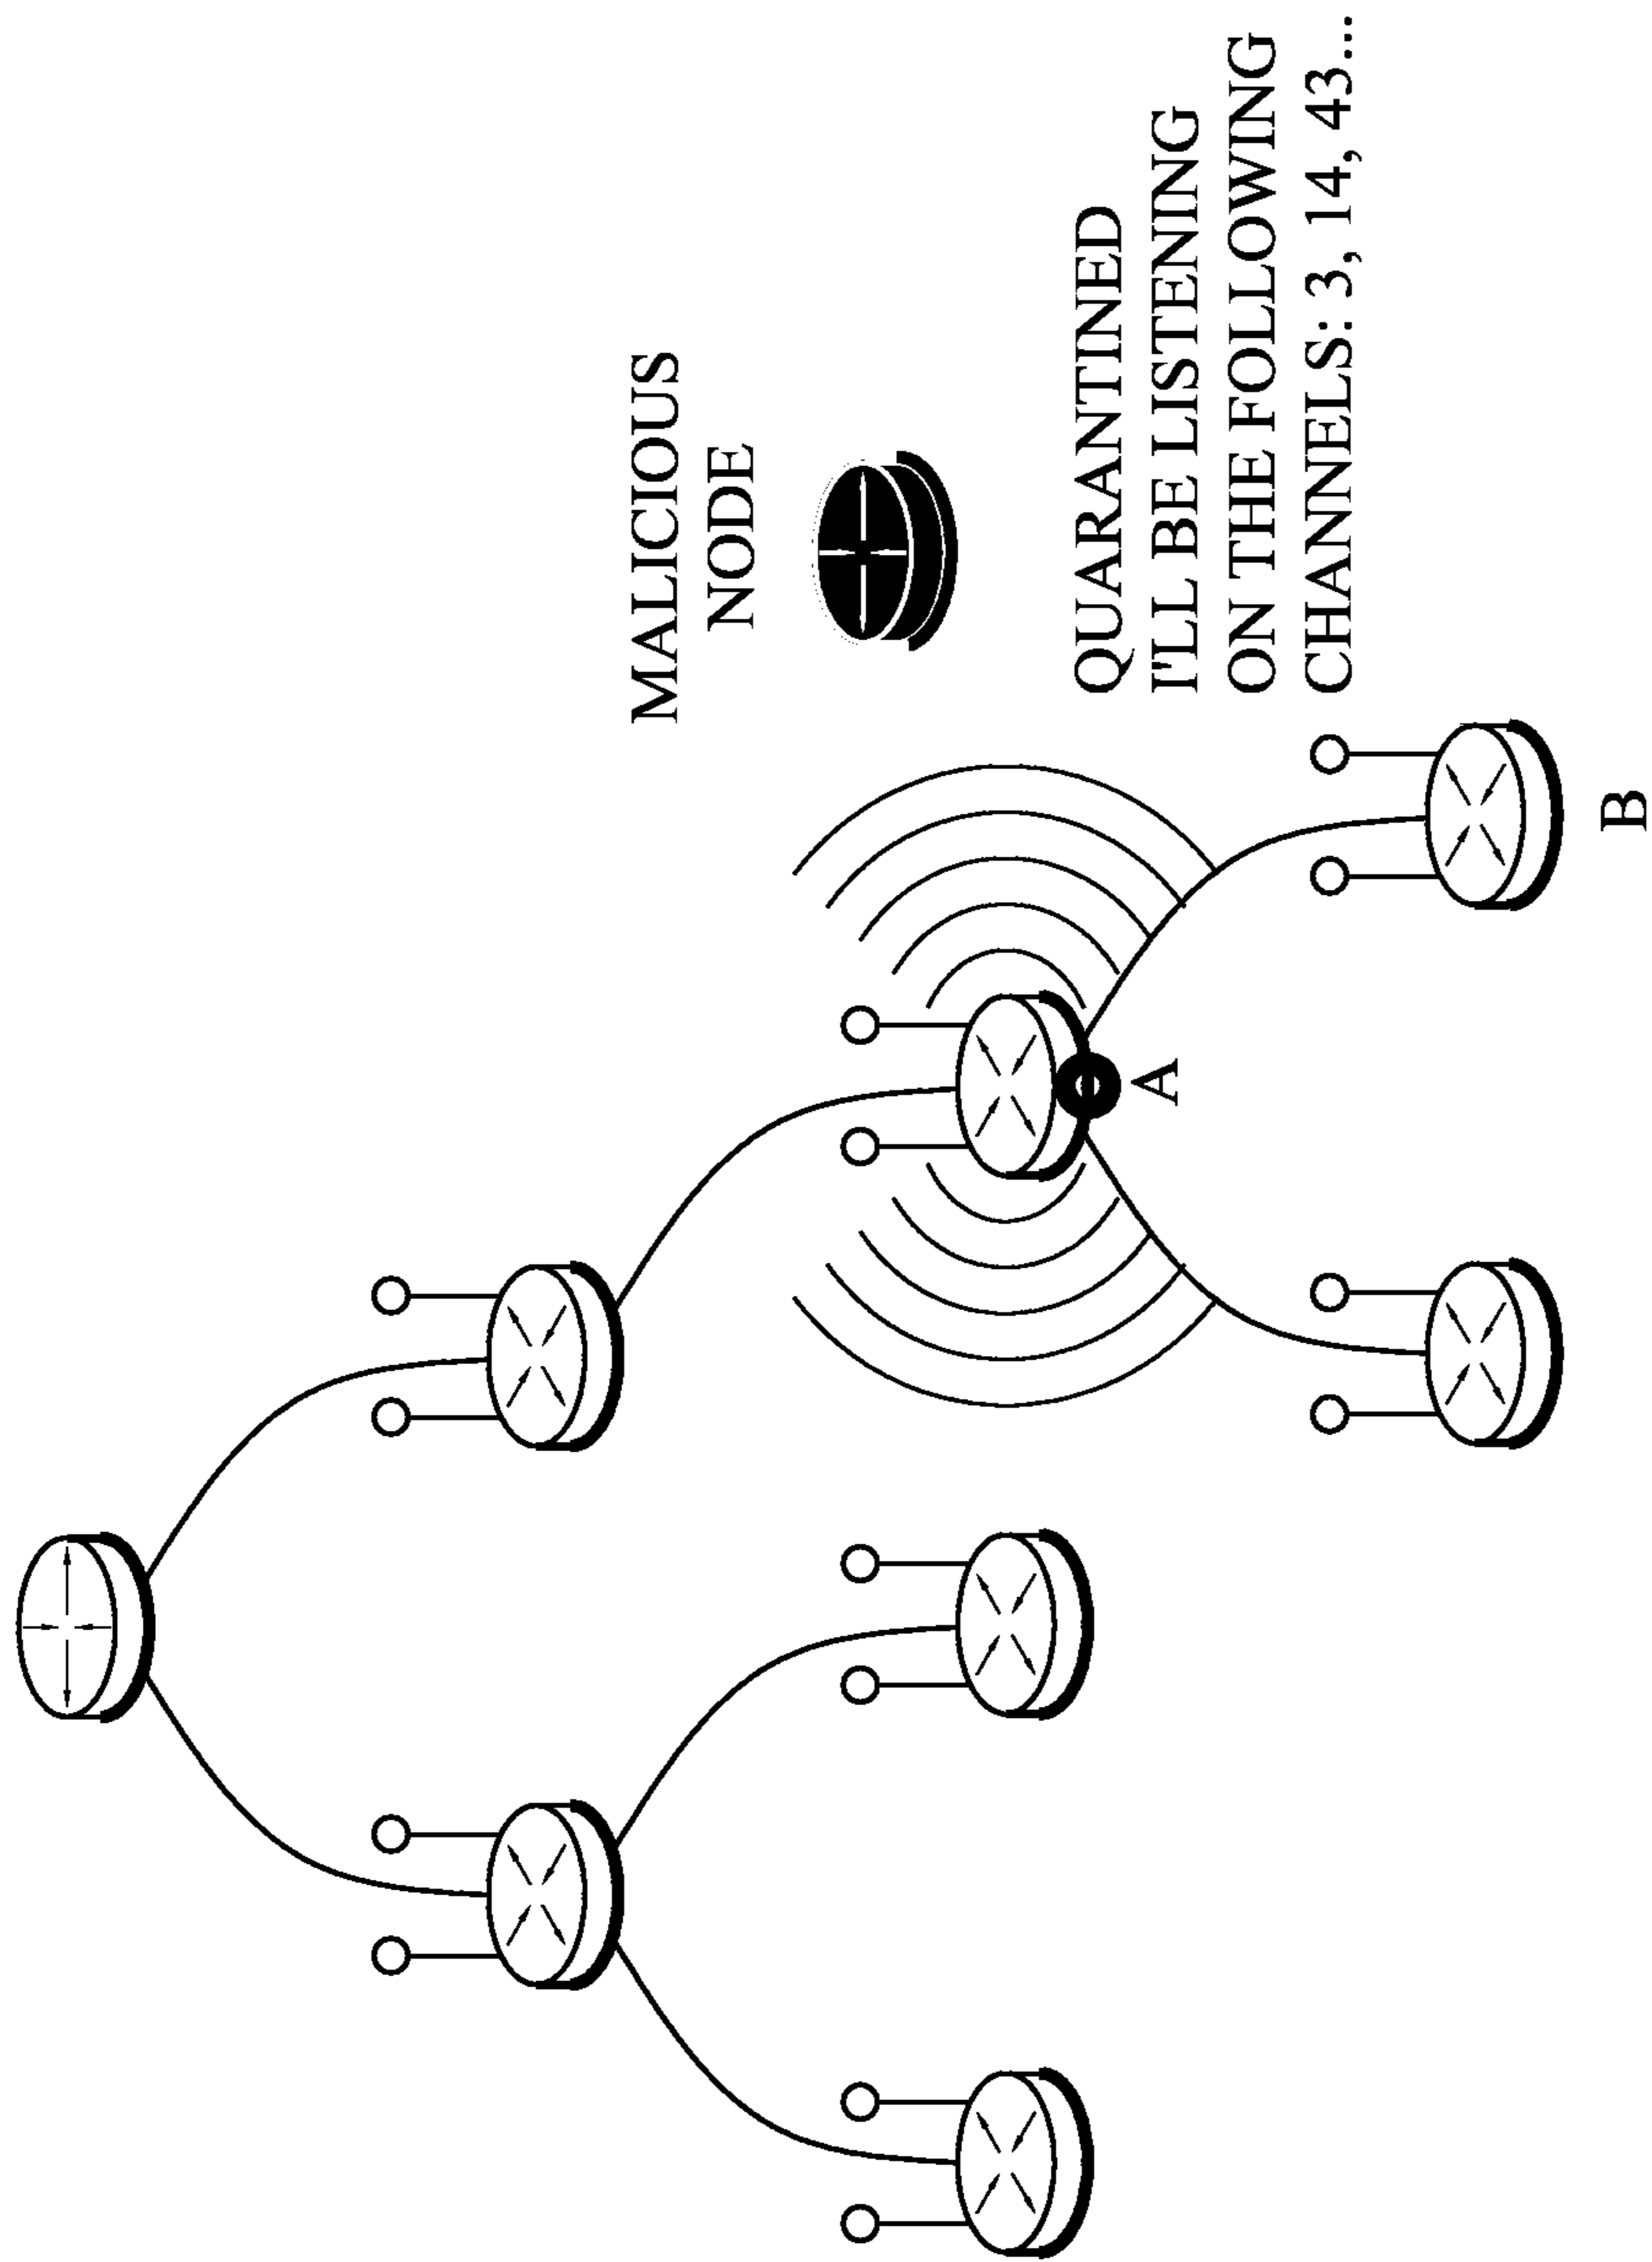 MALICIOUS
NODE
QUARANTINED
I'LL BE LISTENING
ON THE FOLLOWING
CHANNELS: 3, 14, 43...
A
B